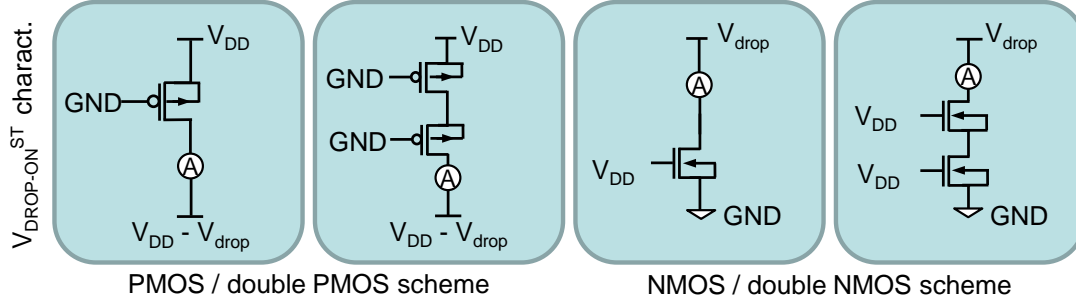 V_DROP-ON^ST charact.
V_DD
GND
A
V_DD - V_drop
V_DD
GND
GND
A
V_DD - V_drop
V_drop
A
V_DD
GND
V_drop
A
V_DD
V_DD
GND
PMOS / double PMOS scheme
NMOS / double NMOS scheme